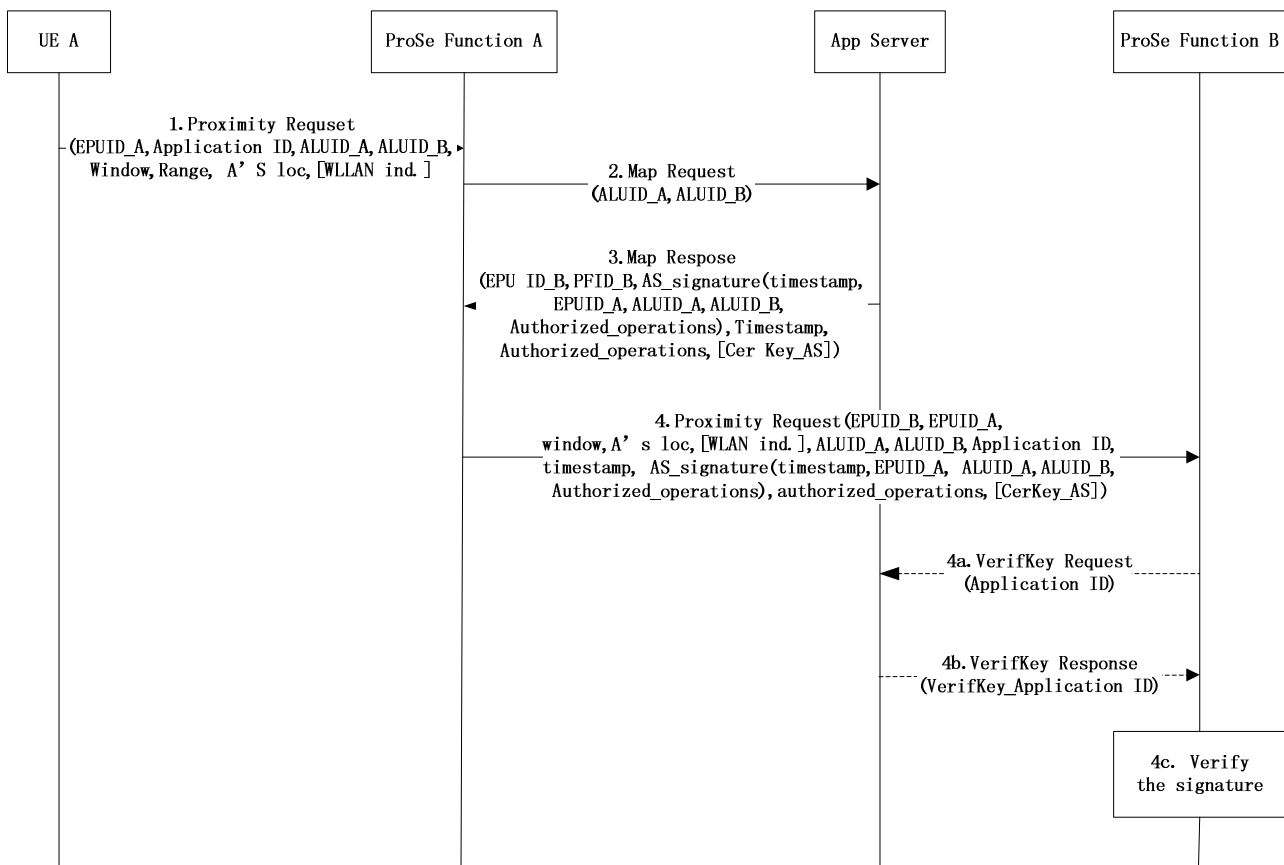 UE A
ProSe Function A
App Server
ProSe Function B
1.Proximity Requset
(EPUID_A,Application ID,ALUID_A,ALUID_B,
Window,Range, A’S loc,[WLLAN ind.]
2.Map Request
(ALUID_A,ALUID_B)
3.Map Respose
(EPU ID_B,PFID_B,AS_signature(timestamp,
EPUID_A,ALUID_A,ALUID_B,
Authorized_operations),Timestamp,
Authorized_operations,[Cer Key_AS])
4.Proximity Request(EPUID_B,EPUID_A,
window,A’s loc,[WLAN ind.],ALUID_A,ALUID_B,Application ID,
timestamp, AS_signature(timestamp,EPUID_A, ALUID_A,ALUID_B,
Authorized_operations),authorized_operations,[CerKey_AS])
4a.VerifKey Request
(Application ID)
4b.VerifKey Response
(VerifKey_Application ID)
4c. Verify
the signature